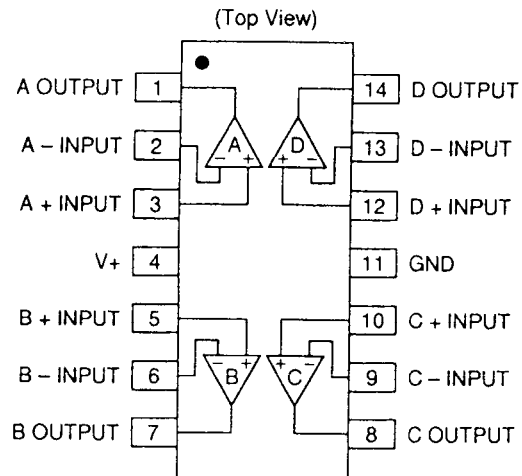 (Top View)
A OUTPUT 1 14 D OUTPUT
A – INPUT 2 – A + + D – 13 D – INPUT
A + INPUT 3 12 D + INPUT
V+ 4 11 GND
B + INPUT 5 10 C + INPUT
B – INPUT 6 – B + + C – 9 C – INPUT
B OUTPUT 7 8 C OUTPUT